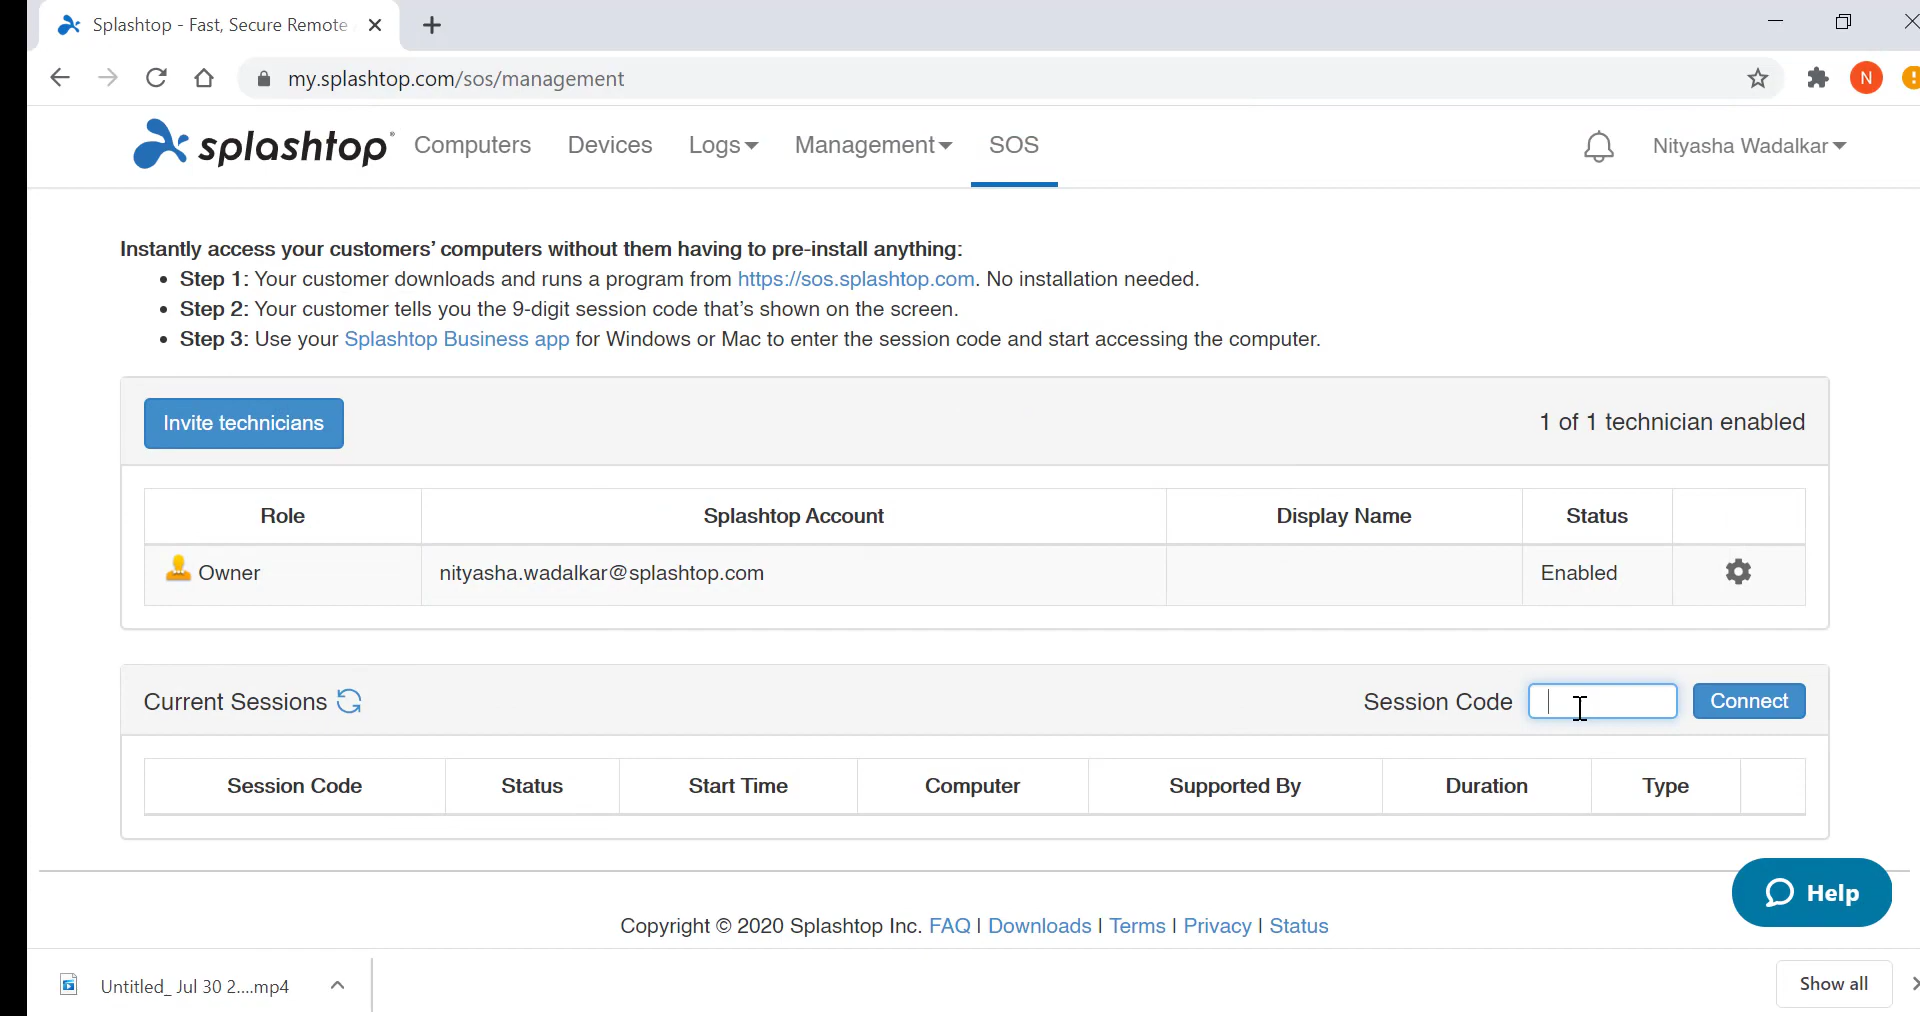 Splashtop - Fast, Secure Remote
my.splashtop.com/sos/management
N
splashtop Computers Devices Logs Management SOS Nityasha Wadalkar
Instantly access your customers’ computers without them having to pre-install anything:
• Step 1: Your customer downloads and runs a program from https://sos.splashtop.com. No installation needed.
• Step 2: Your customer tells you the 9-digit session code that’s shown on the screen.
• Step 3: Use your Splashtop Business app for Windows or Mac to enter the session code and start accessing the computer.
Invite technicians 1 of 1 technician enabled
Role Splashtop Account Display Name Status
Owner nityasha.wadalkar@splashtop.com Enabled
Current Sessions Session Code Connect
Session Code Status Start Time Computer Supported By Duration Type
Help
Copyright © 2020 Splashtop Inc. FAQ | Downloads | Terms | Privacy | Status
Untitled_ Jul 30 2....mp4 Show all